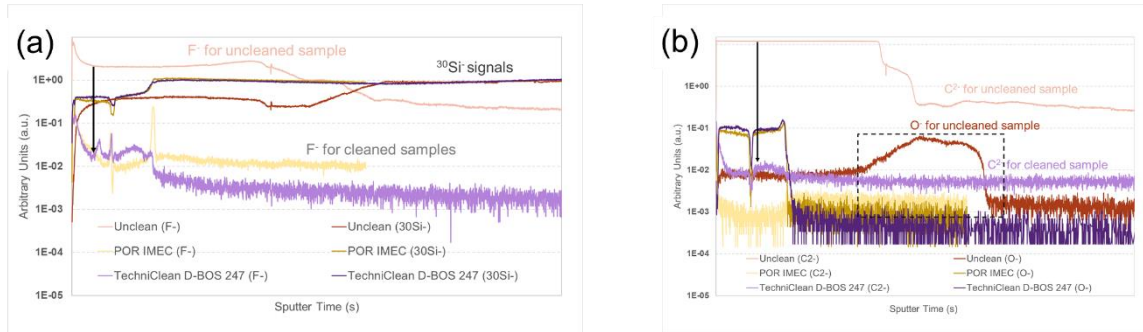 (a)
F- for uncleaned sample
30Si- signals
F- for cleaned samples
Arbitrary Units (a.u.)
1E+00
1E-01
1E-02
1E-03
1E-04
1E-05
Unclean (F-)
Unclean (30Si-)
POR IMEC (F-)
POR IMEC (30Si-)
TechniClean D-BOS 247 (F-)
TechniClean D-BOS 247 (30Si-)
Sputter Time (s)
(b)
C2- for uncleaned sample
O- for uncleaned sample
C2- for cleaned sample
Arbitrary Units (a.u.)
1E+00
1E-01
1E-02
1E-03
1E-04
1E-05
Unclean (C2-)
Unclean (O-)
POR IMEC (C2-)
POR IMEC (O-)
TechniClean D-BOS 247 (C2-)
TechniClean D-BOS 247 (O-)
Sputter Time (s)